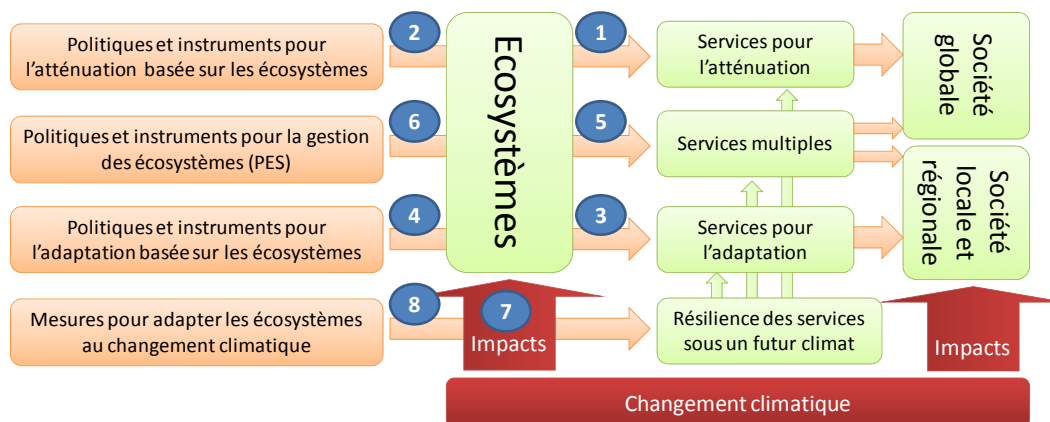 Politiques et instruments pour
l'atténuation basée sur les écosystèmes
2
Ecosystèmes
1
Services pour
l'atténuation
Société
globale
Politiques et instruments pour la gestion
des écosystèmes (PES)
6
5
Services multiples
Politiques et instruments pour
l'adaptation basée sur les écosystèmes
4
3
Services pour
l'adaptation
Société
locale et
régionale
Mesures pour adapter les écosystèmes
au changement climatique
8
7
Impacts
Résilience des services
sous un futur climat
Impacts
Changement climatique